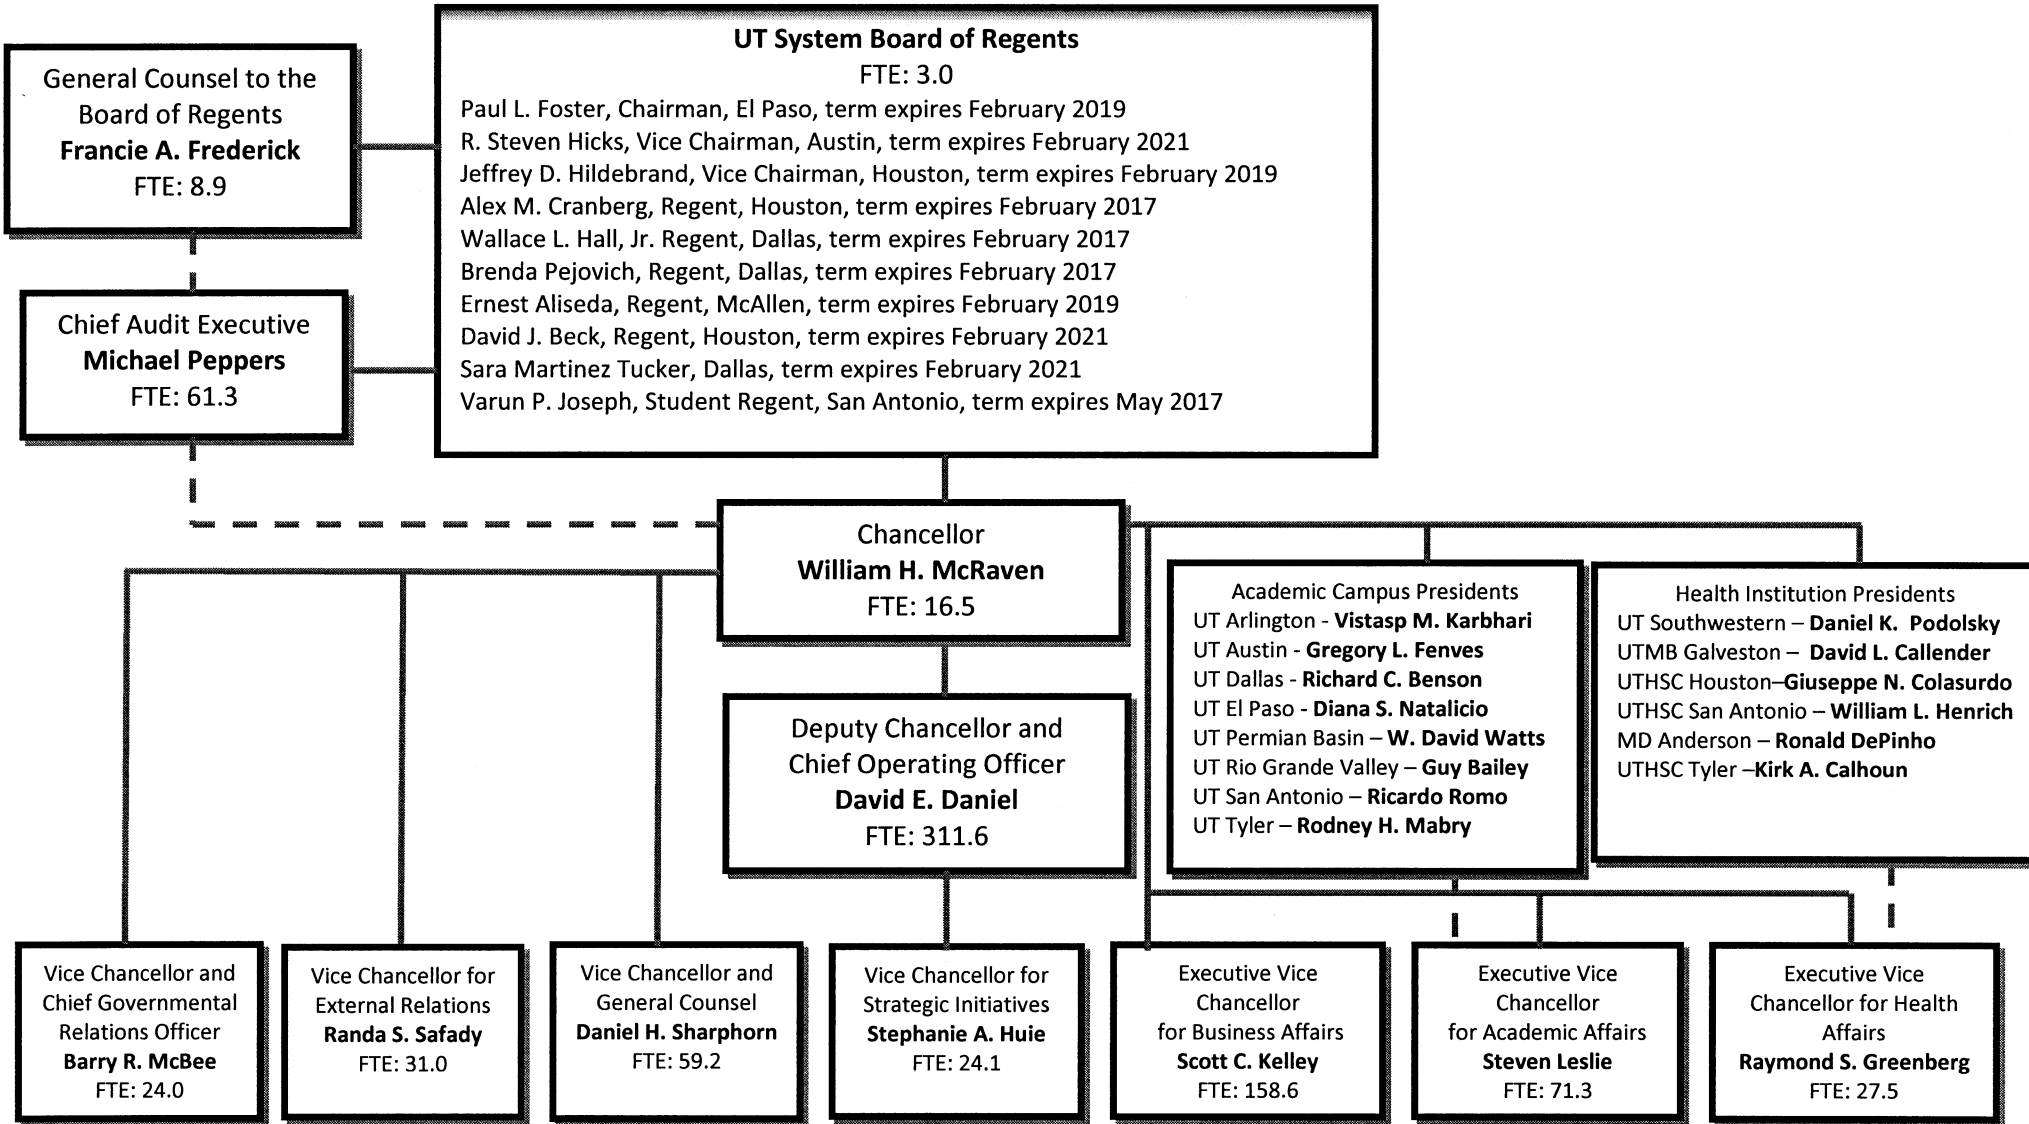 General Counsel to the
Board of Regents
Francie A. Frederick
FTE: 8.9
Chief Audit Executive
Michael Peppers
FTE: 61.3
UT System Board of Regents
FTE: 3.0
Paul L. Foster, Chairman, El Paso, term expires February 2019
R. Steven Hicks, Vice Chairman, Austin, term expires February 2021
Jeffrey D. Hildebrand, Vice Chairman, Houston, term expires February 2019
Alex M. Cranberg, Regent, Houston, term expires February 2017
Wallace L. Hall, Jr. Regent, Dallas, term expires February 2017
Brenda Pejovich, Regent, Dallas, term expires February 2017
Ernest Aliseda, Regent, McAllen, term expires February 2019
David J. Beck, Regent, Houston, term expires February 2021
Sara Martinez Tucker, Dallas, term expires February 2021
Varun P. Joseph, Student Regent, San Antonio, term expires May 2017
Chancellor
William H. McRaven
FTE: 16.5
Deputy Chancellor and
Chief Operating Officer
David E. Daniel
FTE: 311.6
Academic Campus Presidents
UT Arlington - Vistasp M. Karbhari
UT Austin - Gregory L. Fenves
UT Dallas - Richard C. Benson
UT El Paso - Diana S. Natalicio
UT Permian Basin – W. David Watts
UT Rio Grande Valley – Guy Bailey
UT San Antonio – Ricardo Romo
UT Tyler – Rodney H. Mabry
Health Institution Presidents
UT Southwestern – Daniel K. Podolsky
UTMB Galveston – David L. Callender
UTHSC Houston–Giuseppe N. Colasurdo
UTHSC San Antonio – William L. Henrich
MD Anderson – Ronald DePinho
UTHSC Tyler –Kirk A. Calhoun
Vice Chancellor and
Chief Governmental
Relations Officer
Barry R. McBee
FTE: 24.0
Vice Chancellor for
External Relations
Randa S. Safady
FTE: 31.0
Vice Chancellor and
General Counsel
Daniel H. Sharphorn
FTE: 59.2
Vice Chancellor for
Strategic Initiatives
Stephanie A. Huie
FTE: 24.1
Executive Vice
Chancellor
for Business Affairs
Scott C. Kelley
FTE: 158.6
Executive Vice
Chancellor
for Academic Affairs
Steven Leslie
FTE: 71.3
Executive Vice
Chancellor for Health
Affairs
Raymond S. Greenberg
FTE: 27.5